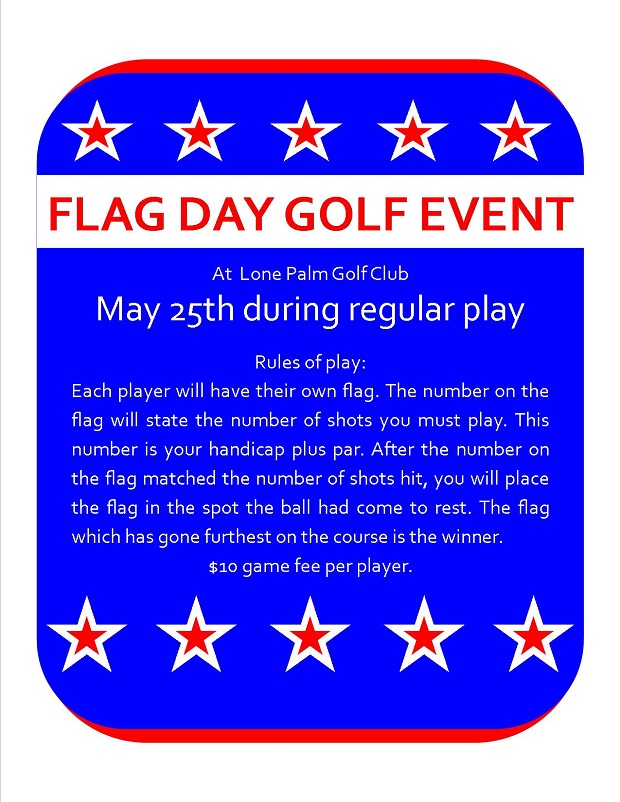 FLAG DAY GOLF EVENT
At Lone Palm Golf Club
May 25th during regular play
Rules of play:
Each player will have their own flag. The number on the
flag will state the number of shots you must play. This
number is your handicap plus par. After the number on
the flag matched the number of shots hit, you will place
the flag in the spot the ball had come to rest. The flag
which has gone furthest on the course is the winner.
$10 game fee per player.